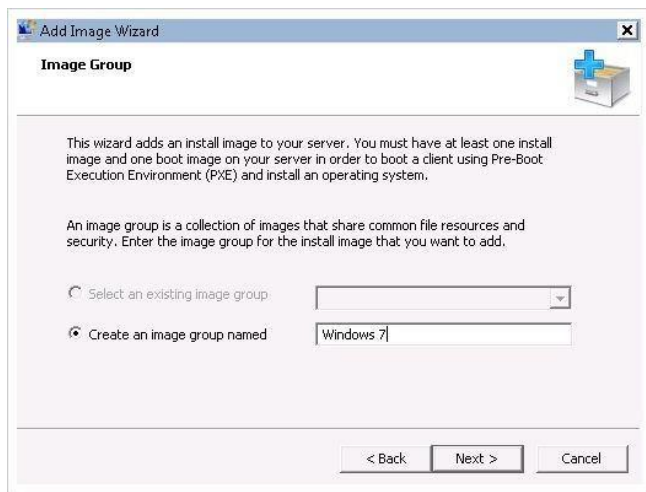 Add Image Wizard
Image Group
This wizard adds an install image to your server. You must have at least one install
image and one boot image on your server in order to boot a client using Pre-Boot
Execution Environment (PXE) and install an operating system.
An image group is a collection of images that share common file resources and
security. Enter the image group for the install image that you want to add.
Select an existing image group
Create an image group named
Windows 7
< Back
Next >
Cancel